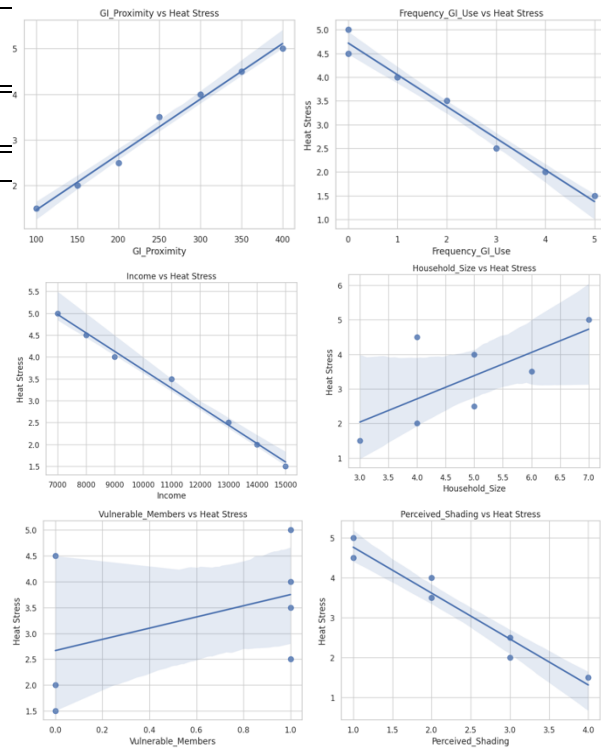 GI_Proximity vs Heat Stress
5
4
3
2
100 150 200 250 300 350 400
GI_Proximity
Frequency_GI_Use vs Heat Stress
Heat Stress
5.0
4.5
4.0
3.5
3.0
2.5
2.0
1.5
1.0
0 1 2 3 4 5
Frequency_GI_Use
Income vs Heat Stress
Heat Stress
5.5
5.0
4.5
4.0
3.5
3.0
2.5
2.0
1.5
7000 8000 9000 10000 11000 12000 13000 14000 15000
Income
Household_Size vs Heat Stress
Heat Stress
6
5
4
3
2
1
3.0 3.5 4.0 4.5 5.0 5.5 6.0 6.5 7.0
Household_Size
Vulnerable_Members vs Heat Stress
Heat Stress
5.0
4.5
4.0
3.5
3.0
2.5
2.0
1.5
0.0 0.2 0.4 0.6 0.8 1.0
Vulnerable_Members
Perceived_Shading vs Heat Stress
Heat Stress
5
4
3
2
1
1.0 1.5 2.0 2.5 3.0 3.5 4.0
Perceived_Shading